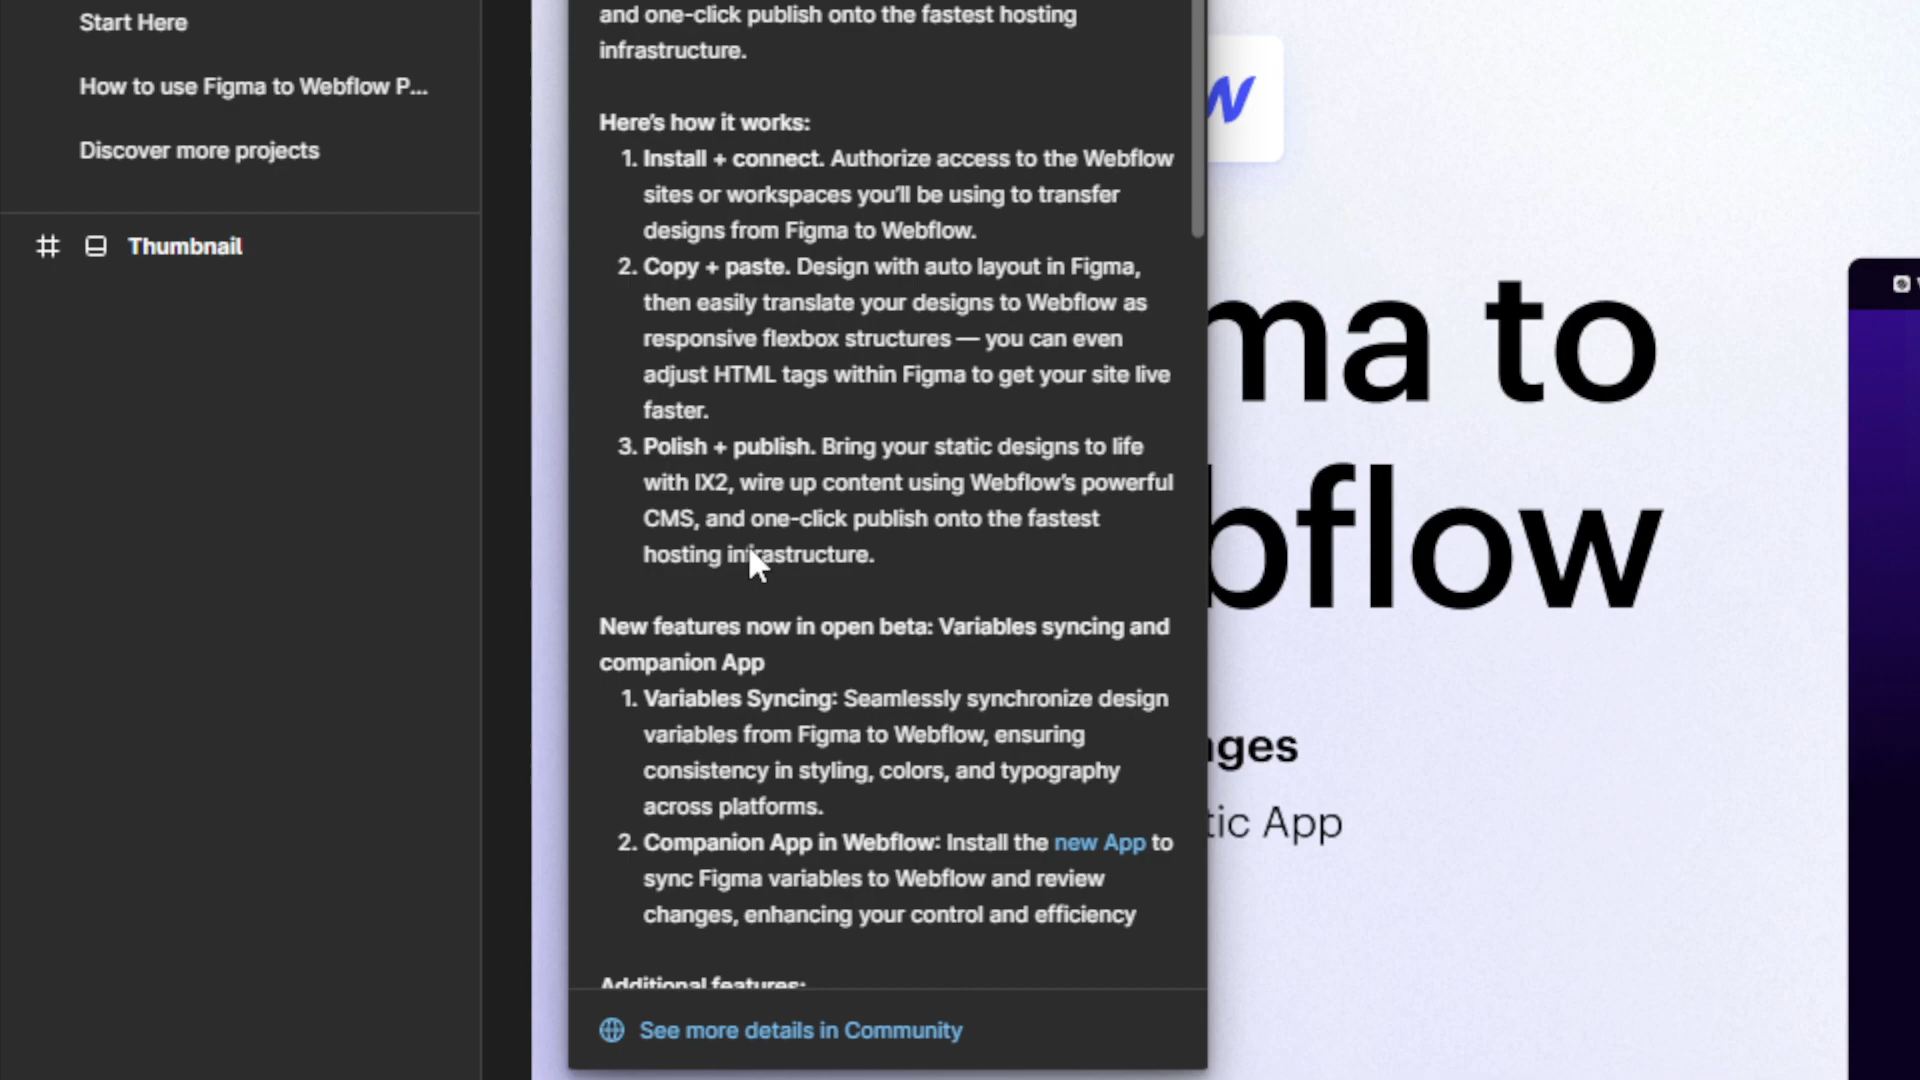 Start Here
How to use Figma to Webflow P...
Discover more projects
Thumbnail
and one-click publish onto the fastest hosting
infrastructure.
Here's how it works:
1. Install + connect. Authorize access to the Webflow
sites or workspaces you'll be using to transfer
designs from Figma to Webflow.
2. Copy + paste. Design with auto layout in Figma,
then easily translate your designs to Webflow as
responsive flexbox structures — you can even
adjust HTML tags within Figma to get your site live
faster.
3. Polish + publish. Bring your static designs to life
with IX2, wire up content using Webflow's powerful
CMS, and one-click publish onto the fastest
hosting infrastructure.
New features now in open beta: Variables syncing and
companion App
1. Variables Syncing: Seamlessly synchronize design
variables from Figma to Webflow, ensuring
consistency in styling, colors, and typography
across platforms.
2. Companion App in Webflow: Install the new App to
sync Figma variables to Webflow and review
changes, enhancing your control and efficiency
Additional features:
See more details in Community
ma to
bflow
ges
tic App